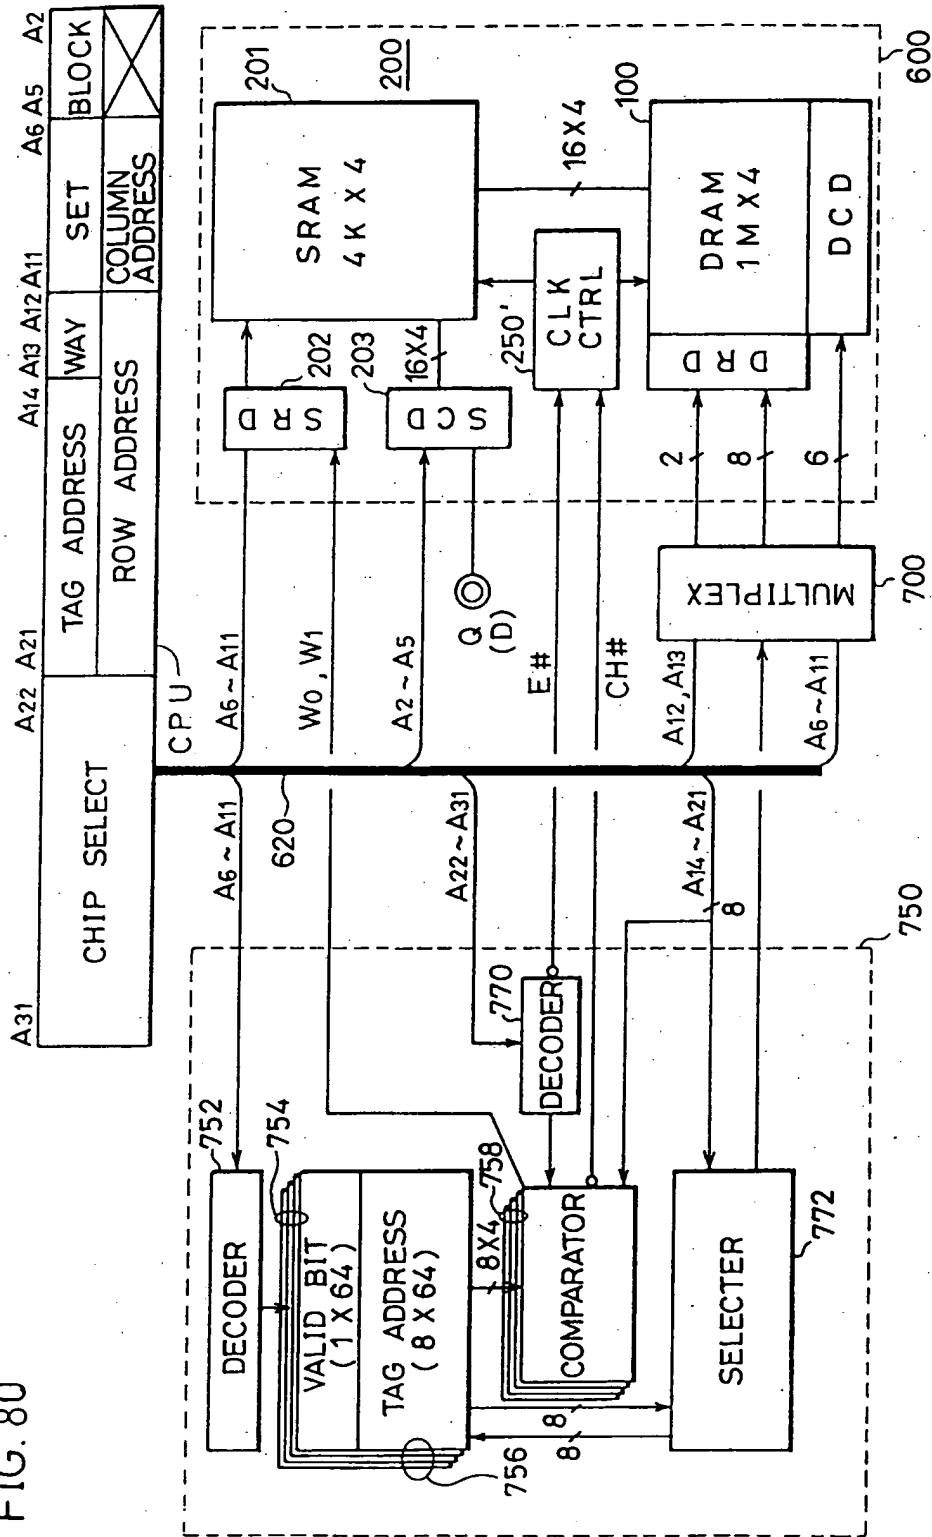 FIG. 80
A31
A22
A21
A14
A13
A12
A11
A6
A5
A2
CHIP SELECT
TAG ADDRESS
WAY
SET
BLOCK
ROW ADDRESS
COLUMN
ADDRESS
CPU
620
A6~A11
A6~A11
W0, W1
A2~A5
A22~A31
E#
CH#
A12, A13
A14~A21
8
A6~A11
752
DECODER
754
VALID BIT
(1 X 64)
TAG ADDRESS
(8 X 64)
756
8X4
758
COMPARATOR
770
DECODER
8
8
SELECTER
772
750
SRD
202
SCD
203
16X4
Q
(D)
201
200
SRAM
4K X 4
250'
CLK
CTRL
16X4
100
DRAM
1M X 4
DRD
DCD
2
8
6
MULTIPLEX
700
600